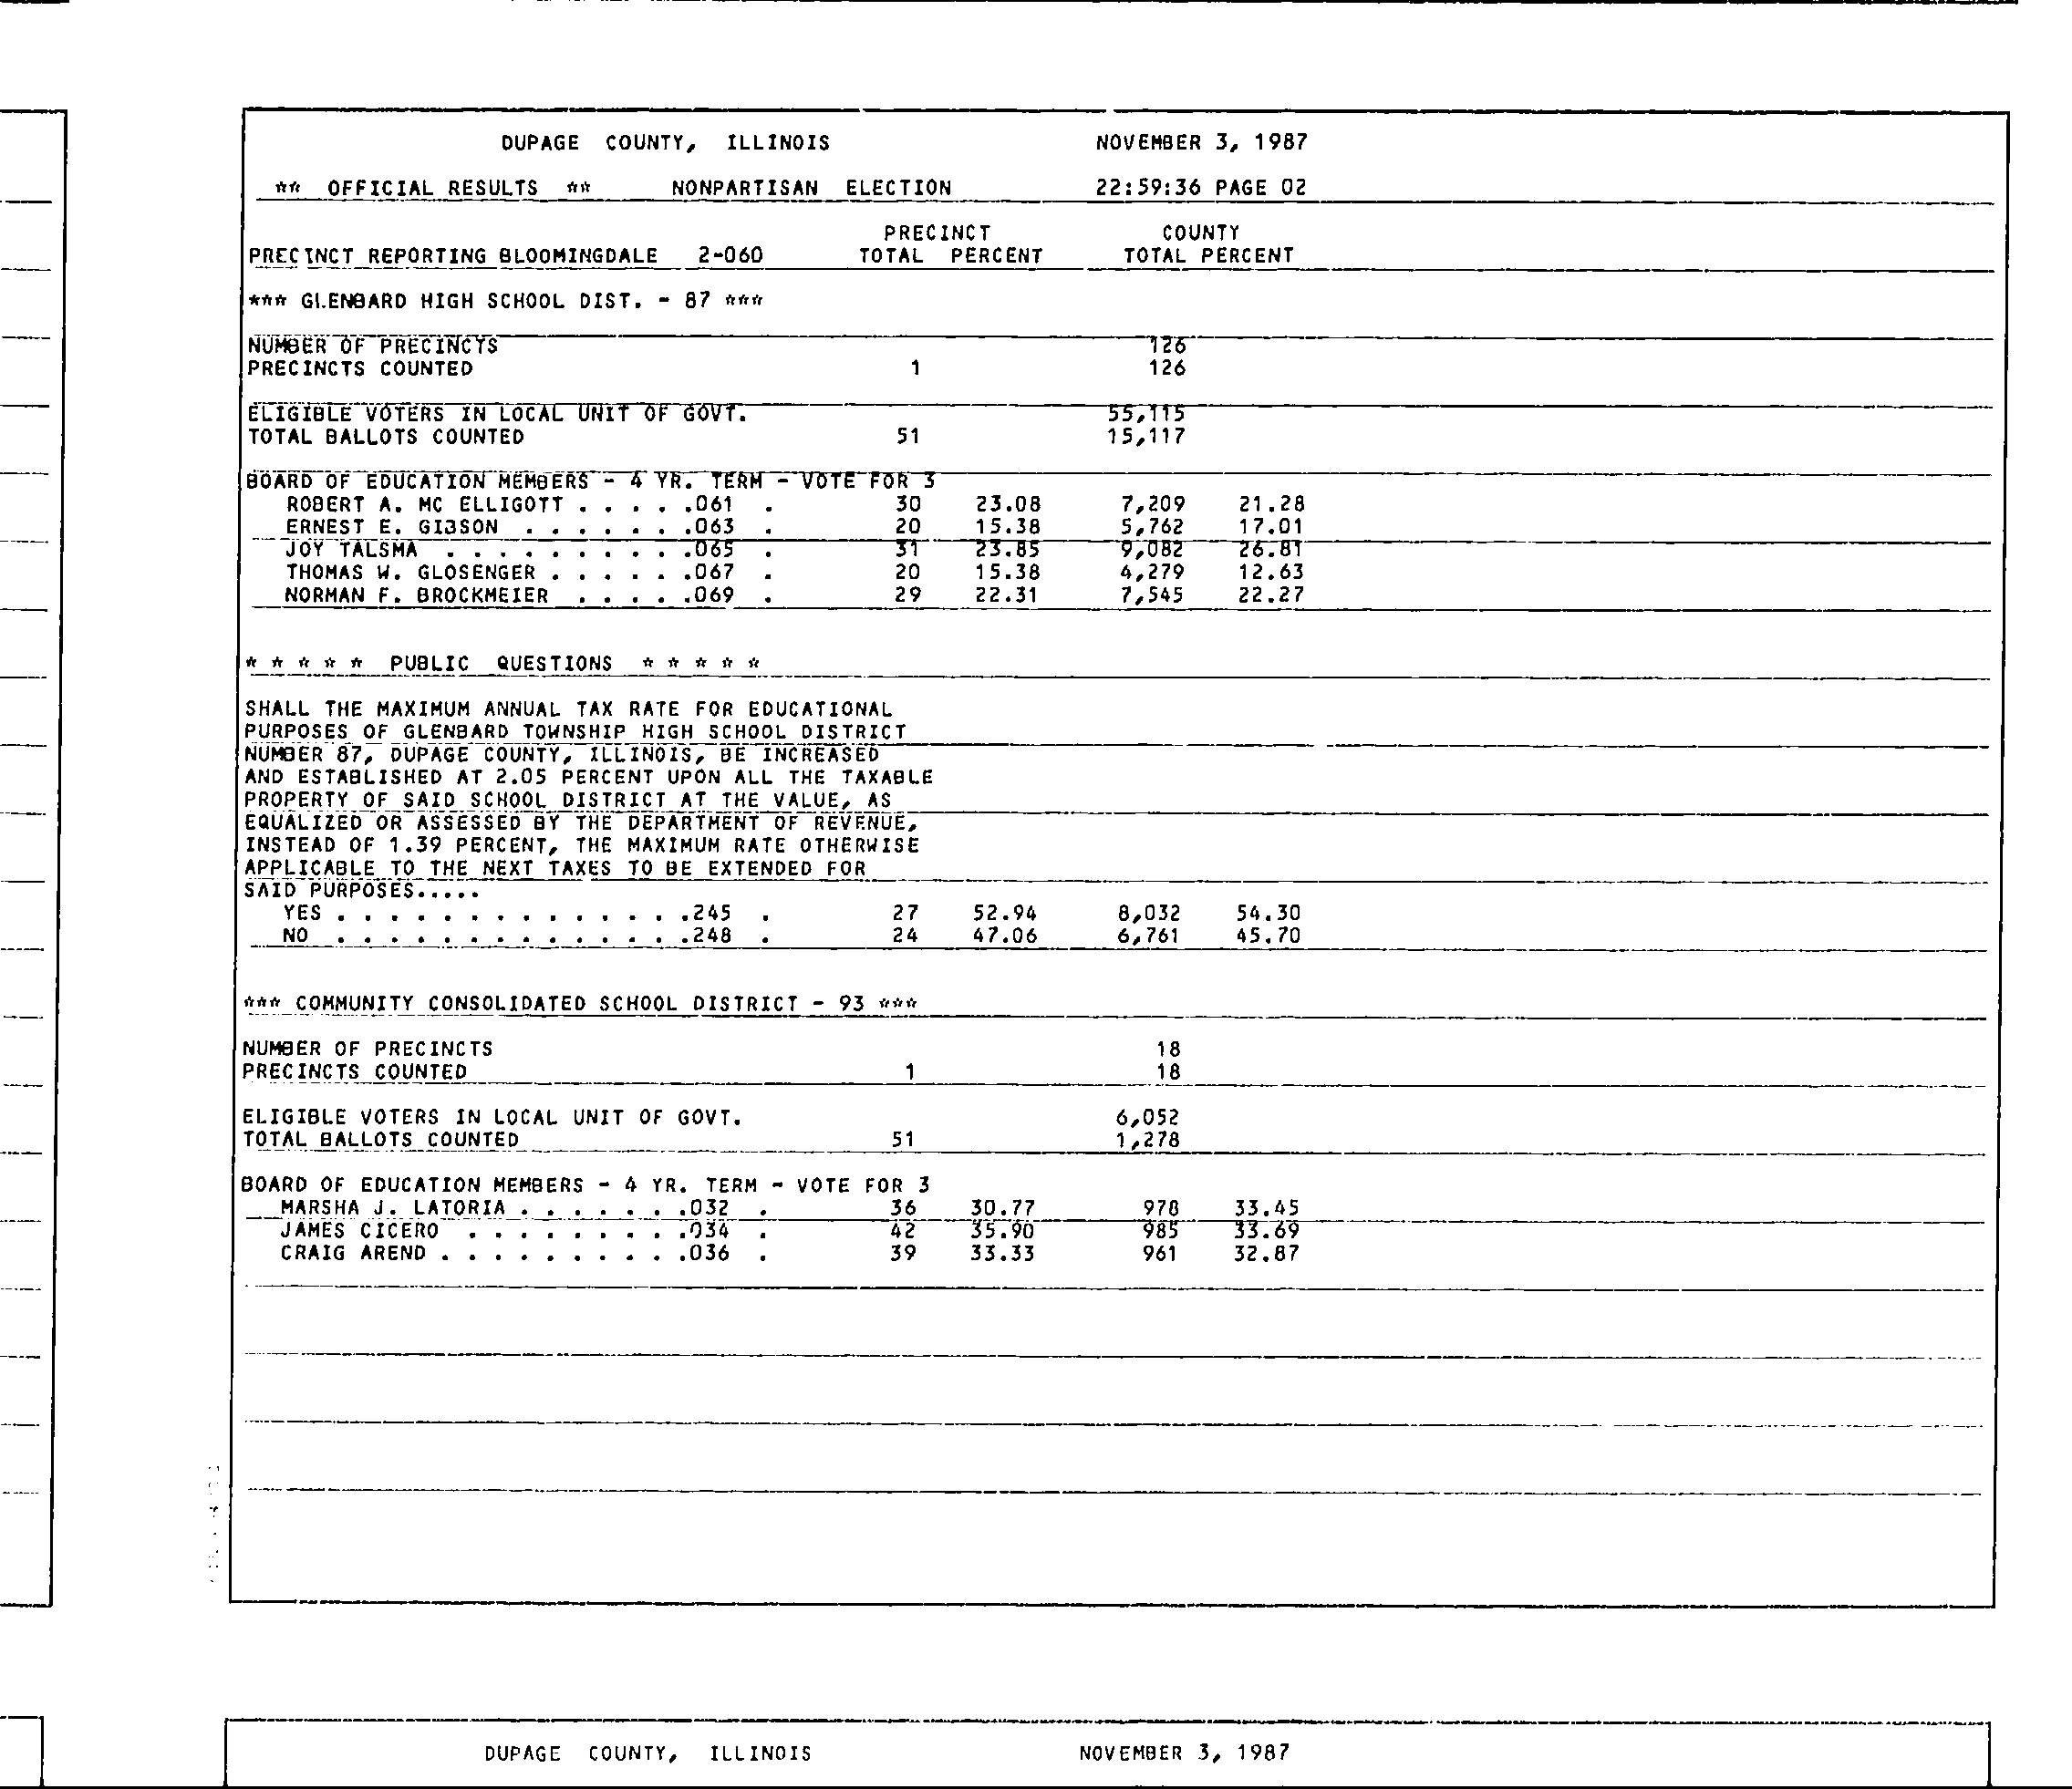 DUPAGE COUNTY, ILLINOIS NOVEMBER 3, 1987
** OFFICIAL RESULTS ** NONPARTISAN ELECTION 22:59:36 PAGE 02
PRECINCT COUNTY
PRECINCT REPORTING BLOOMINGDALE 2-060 TOTAL PERCENT TOTAL PERCENT
*** GLENBARD HIGH SCHOOL DIST. - 87 ***
NUMBER OF PRECINCTS 126
PRECINCTS COUNTED 1 126
ELIGIBLE VOTERS IN LOCAL UNIT OF GOVT. 55,115
TOTAL BALLOTS COUNTED 51 15,117
BOARD OF EDUCATION MEMBERS - 4 YR. TERM - VOTE FOR 3
ROBERT A. MC ELLIGOTT . . . . .061 . 30 23.08 7,209 21.28
ERNEST E. GIBSON . . . . . . .063 . 20 15.38 5,762 17.01
JOY TALSMA . . . . . . . . . .065 . 31 23.85 9,082 26.81
THOMAS W. GLOSENGER . . . . . .067 . 20 15.38 4,279 12.63
NORMAN F. BROCKMEIER . . . . .069 . 29 22.31 7,545 22.27
* * * * * PUBLIC QUESTIONS * * * * *
SHALL THE MAXIMUM ANNUAL TAX RATE FOR EDUCATIONAL
PURPOSES OF GLENBARD TOWNSHIP HIGH SCHOOL DISTRICT
NUMBER 87, DUPAGE COUNTY, ILLINOIS, BE INCREASED
AND ESTABLISHED AT 2.05 PERCENT UPON ALL THE TAXABLE
PROPERTY OF SAID SCHOOL DISTRICT AT THE VALUE, AS
EQUALIZED OR ASSESSED BY THE DEPARTMENT OF REVENUE,
INSTEAD OF 1.39 PERCENT, THE MAXIMUM RATE OTHERWISE
APPLICABLE TO THE NEXT TAXES TO BE EXTENDED FOR
SAID PURPOSES.....
YES . . . . . . . . . . . . . .245 . 27 52.94 8,032 54.30
NO . . . . . . . . . . . . . .248 . 24 47.06 6,761 45.70
*** COMMUNITY CONSOLIDATED SCHOOL DISTRICT - 93 ***
NUMBER OF PRECINCTS 18
PRECINCTS COUNTED 1 18
ELIGIBLE VOTERS IN LOCAL UNIT OF GOVT. 6,052
TOTAL BALLOTS COUNTED 51 1,278
BOARD OF EDUCATION MEMBERS - 4 YR. TERM - VOTE FOR 3
MARSHA J. LATORIA . . . . . . .032 . 36 30.77 978 33.45
JAMES CICERO . . . . . . . . .034 . 42 35.90 985 33.69
CRAIG AREND . . . . . . . . . .036 . 39 33.33 961 32.87
DUPAGE COUNTY, ILLINOIS NOVEMBER 3, 1987